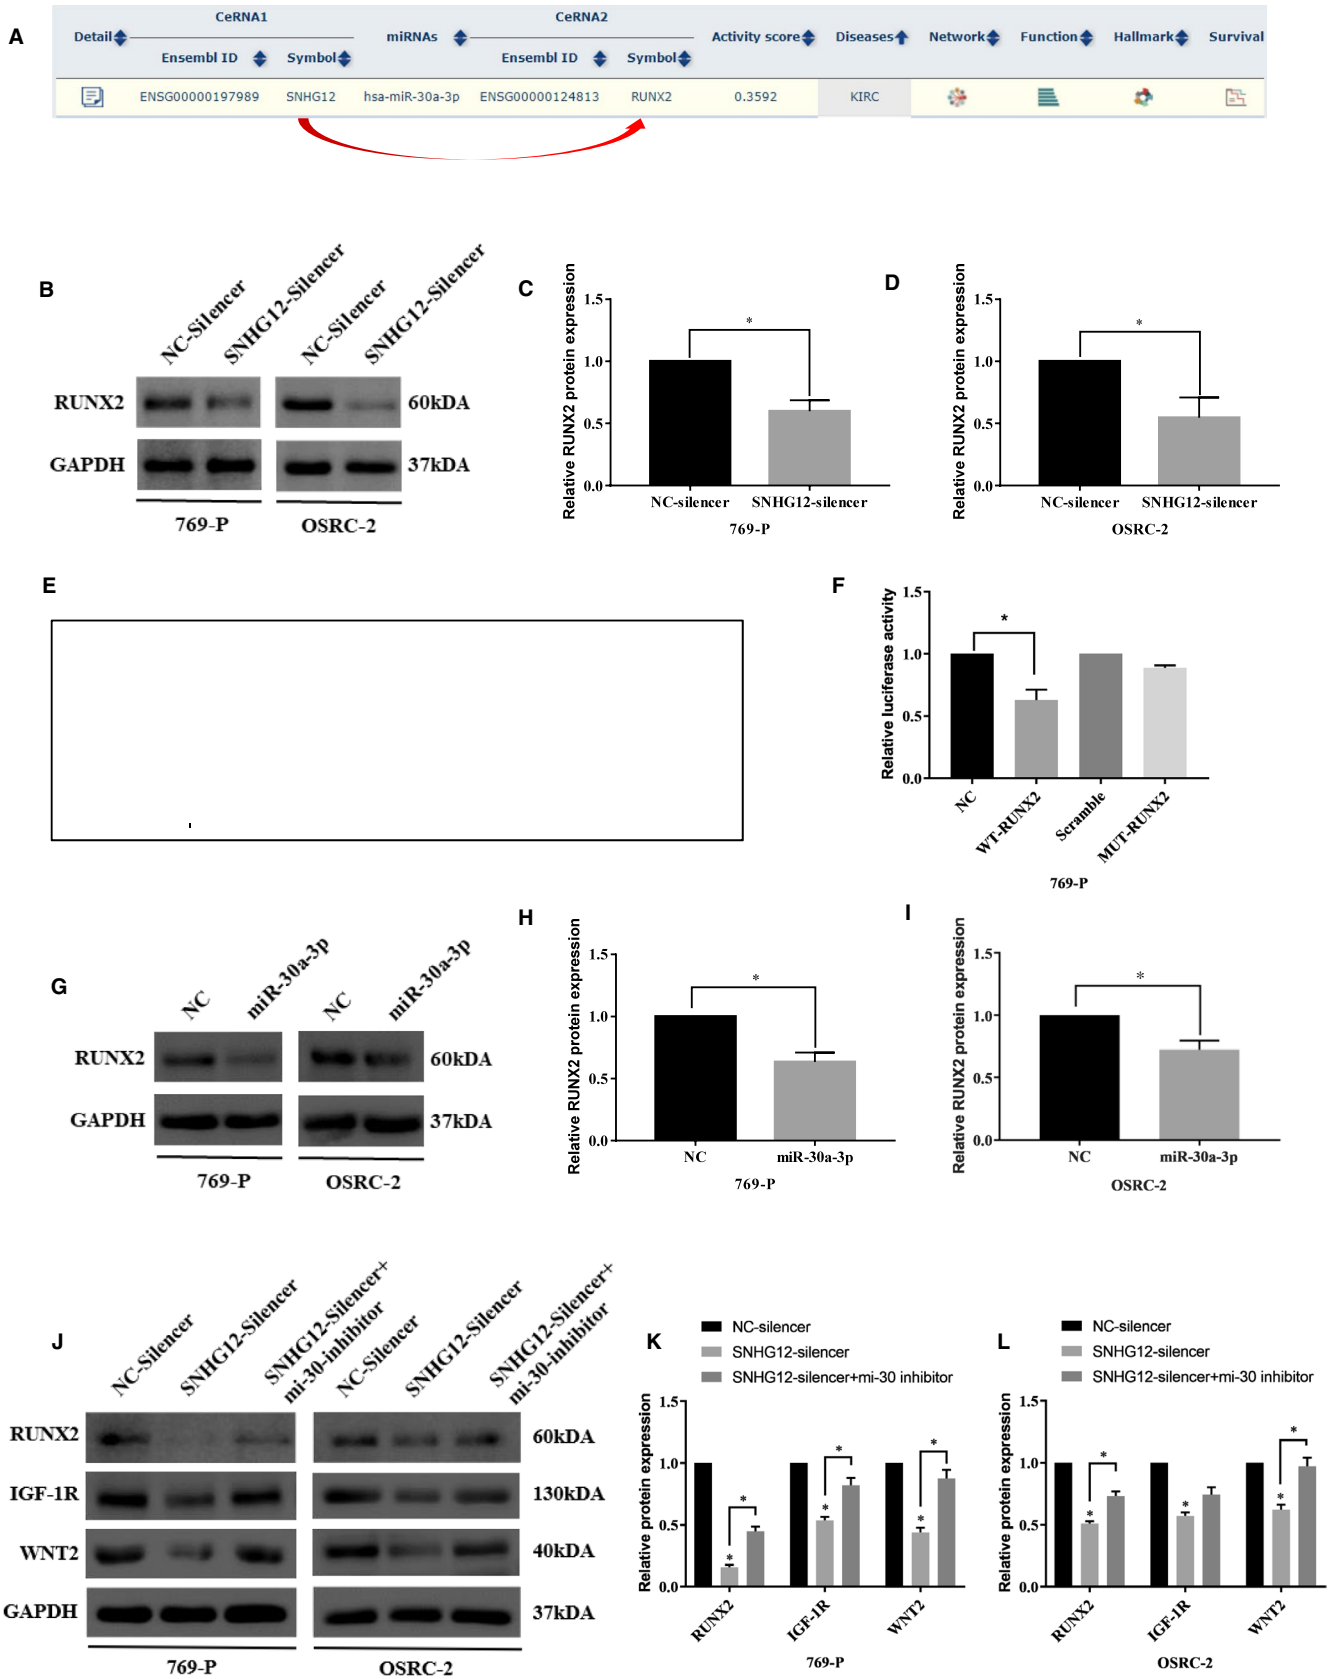 A
CeRNA1 CeRNA2
Detail miRNAs Activity score Diseases Network Function Hallmark Survival
Ensembl ID Symbol Ensembl ID Symbol
ENSG00000197989 SNHG12 hsa-miR-30a-3p ENSG00000124813 RUNX2 0.3592 KIRC
B
NC-Silencer SNHG12-Silencer NC-Silencer SNHG12-Silencer
RUNX2 60kDA
GAPDH 37kDA
769-P OSRC-2
C
Relative RUNX2 protein expression
1.5
*
1.0
0.5
0.0
NC-silencer SNHG12-silencer
769-P
D
Relative RUNX2 protein expression
1.5
*
1.0
0.5
0.0
NC-silencer SNHG12-silencer
OSRC-2
E
F
Relative luciferase activity
1.5
*
1.0
0.5
0.0
NC WT-RUNX2 Scramble MUT-RUNX2
769-P
G
NC miR-30a-3p NC miR-30a-3p
RUNX2 60kDA
GAPDH 37kDA
769-P OSRC-2
H
Relative RUNX2 protein expression
1.5
*
1.0
0.5
0.0
NC miR-30a-3p
769-P
I
Relative RUNX2 protein expression
1.5
*
1.0
0.5
0.0
NC miR-30a-3p
OSRC-2
J
NC-Silencer SNHG12-Silencer SNHG12-Silencer+
mi-30-inhibitor
NC-Silencer SNHG12-Silencer SNHG12-Silencer+
mi-30-inhibitor
RUNX2 60kDA
IGF-1R 130kDA
WNT2 40kDA
GAPDH 37kDA
769-P OSRC-2
K
NC-silencer
SNHG12-silencer
SNHG12-silencer+mi-30 inhibitor
Relative protein expression
1.5
1.0
0.5
0.0
* * * * * *
RUNX2 IGF-1R WNT2
769-P
L
NC-silencer
SNHG12-silencer
SNHG12-silencer+mi-30 inhibitor
Relative protein expression
1.5
1.0
0.5
0.0
* * * * *
RUNX2 IGF-1R WNT2
OSRC-2